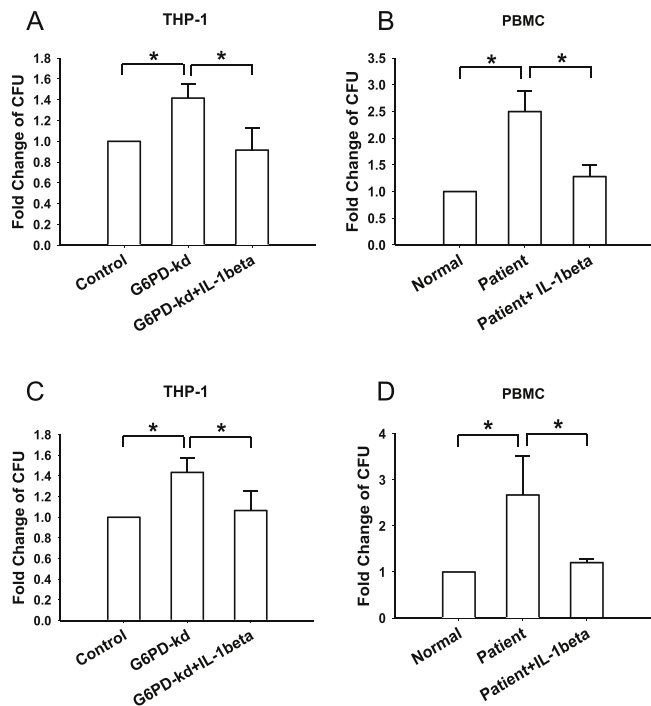 A
THP-1
Fold Change of CFU
1.8
1.6
1.4
1.2
1.0
0.8
0.6
0.4
0.2
0.0
*
*
Control
G6PD-kd
G6PD-kd+IL-1beta
B
PBMC
Fold Change of CFU
3.5
3.0
2.5
2.0
1.5
1.0
0.5
0.0
*
*
Normal
Patient
Patient+ IL-1beta
C
THP-1
Fold Change of CFU
1.8
1.6
1.4
1.2
1.0
0.8
0.6
0.4
0.2
0.0
*
*
Control
G6PD-kd
G6PD-kd+IL-1beta
D
PBMC
Fold Change of CFU
4
3
2
1
0
*
*
Normal
Patient
Patient+IL-1beta